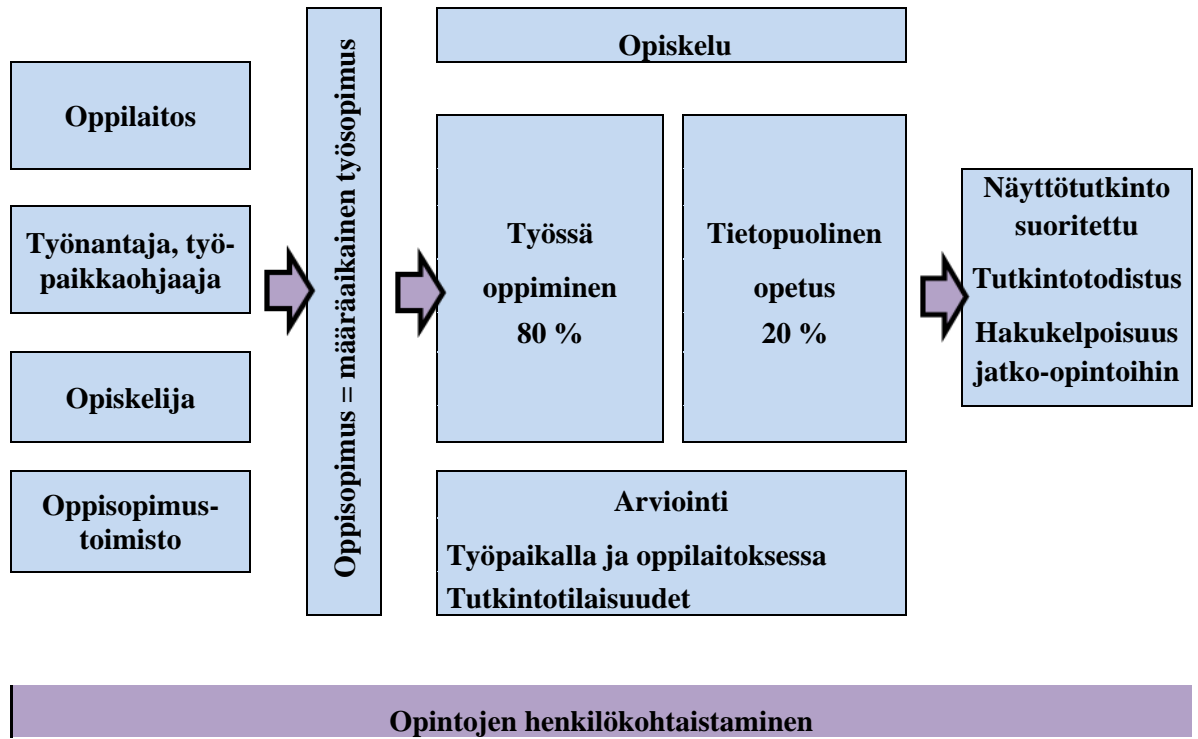 Oppilaitos
Työnantaja, työ-
paikkaohjaaja
Opiskelija
Oppisopimus-
toimisto
Oppisopimus = määräaikainen työsopimus
Opiskelu
Työssä
oppiminen
80 %
Tietopuolinen
opetus
20 %
Arviointi
Työpaikalla ja oppilaitoksessa
Tutkintotilaisuudet
Näyttötutkinto
suoritettu
Tutkintotodistus
Hakukelpoisuus
jatko-opintoihin
Opintojen henkilökohtaistaminen